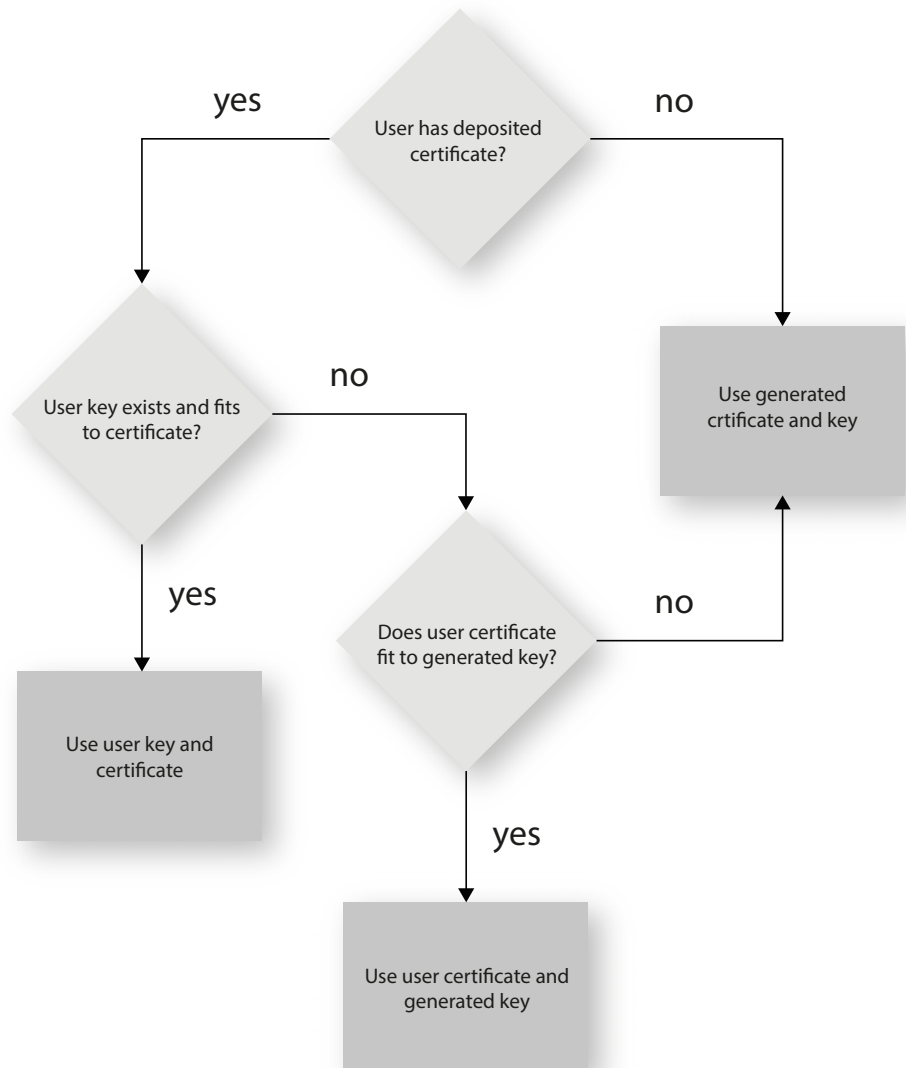 yes
no
User has deposited
certificate?
User key exists and fits
to certificate?
no
Use generated
crtificate and key
yes
Does user certificate
fit to generated key?
no
Use user key and
certificate
yes
Use user certificate and
generated key